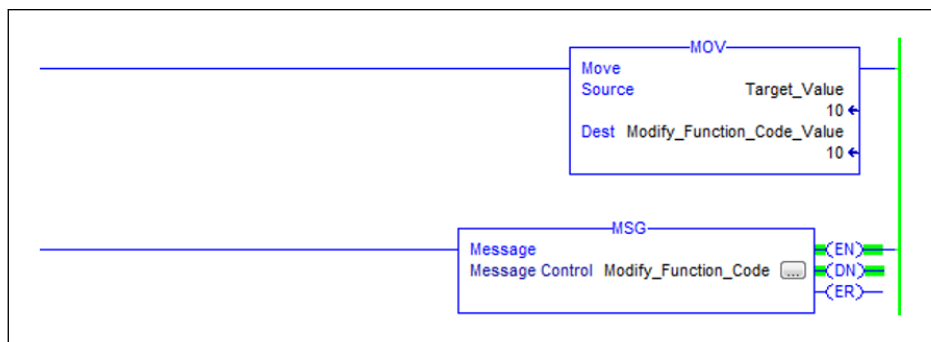 MOV
Move
Source Target_Value
10
Dest Modify_Function_Code_Value
10
MSG
Message
Message Control Modify_Function_Code ...
EN
DN
ER